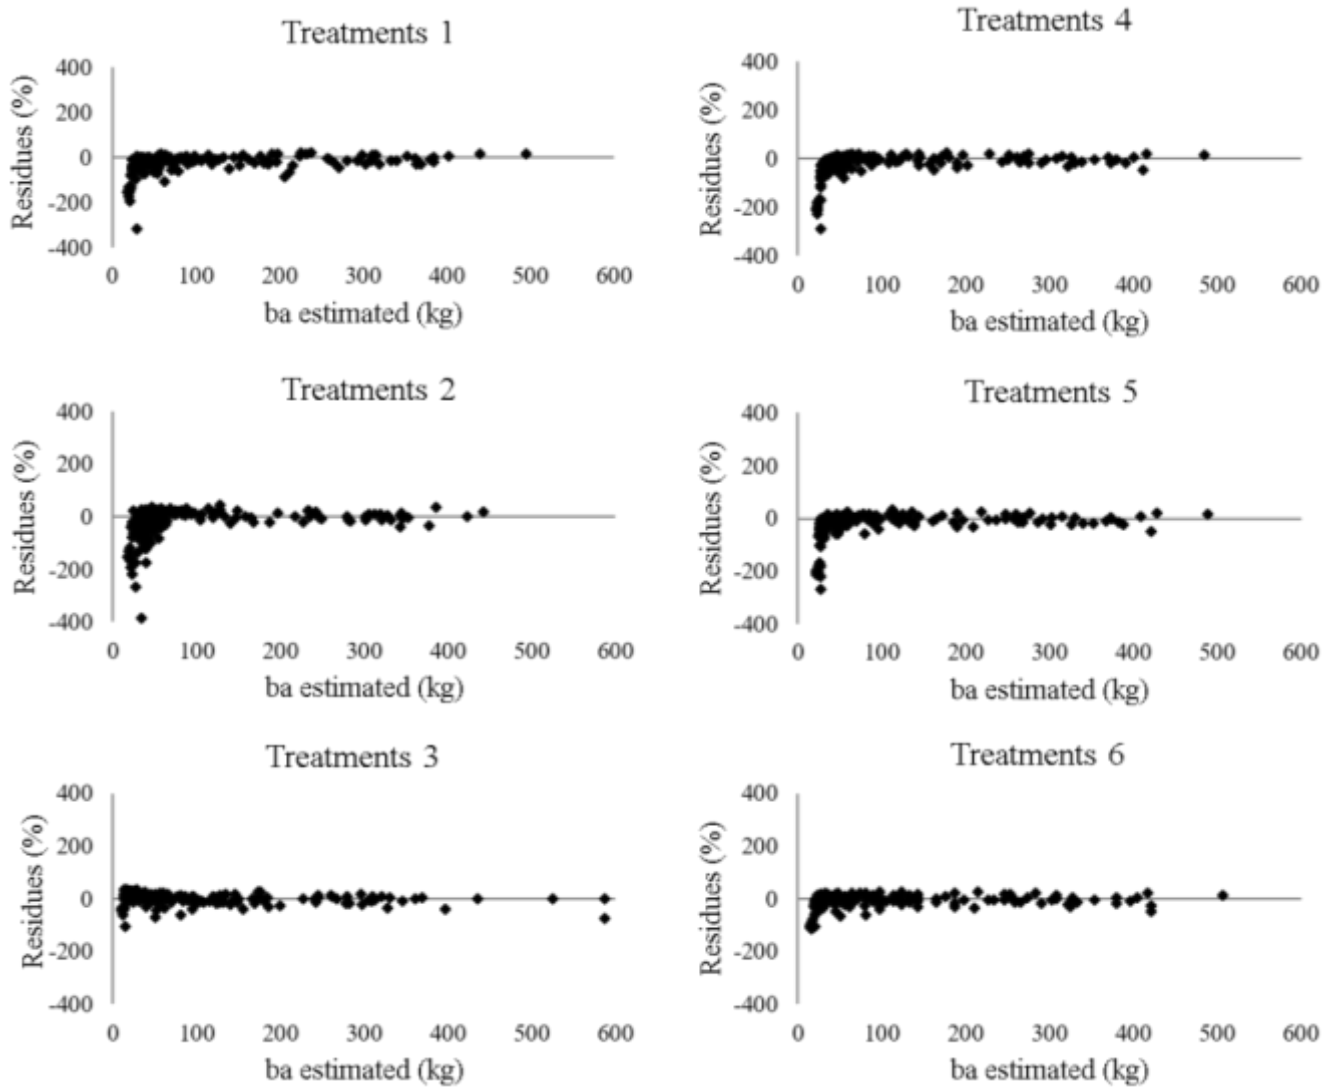 Treatments 1
400
200
0
-200
-400
Residues (%)
0 100 200 300 400 500 600
ba estimated (kg)
Treatments 4
400
200
0
-200
-400
Residues (%)
0 100 200 300 400 500 600
ba estimated (kg)
Treatments 2
400
200
0
-200
-400
Residues (%)
0 100 200 300 400 500 600
ba estimated (kg)
Treatments 5
400
200
0
-200
-400
Residues (%)
0 100 200 300 400 500 600
ba estimated (kg)
Treatments 3
400
200
0
-200
-400
Residues (%)
0 100 200 300 400 500 600
ba estimated (kg)
Treatments 6
400
200
0
-200
-400
Residues (%)
0 100 200 300 400 500 600
ba estimated (kg)